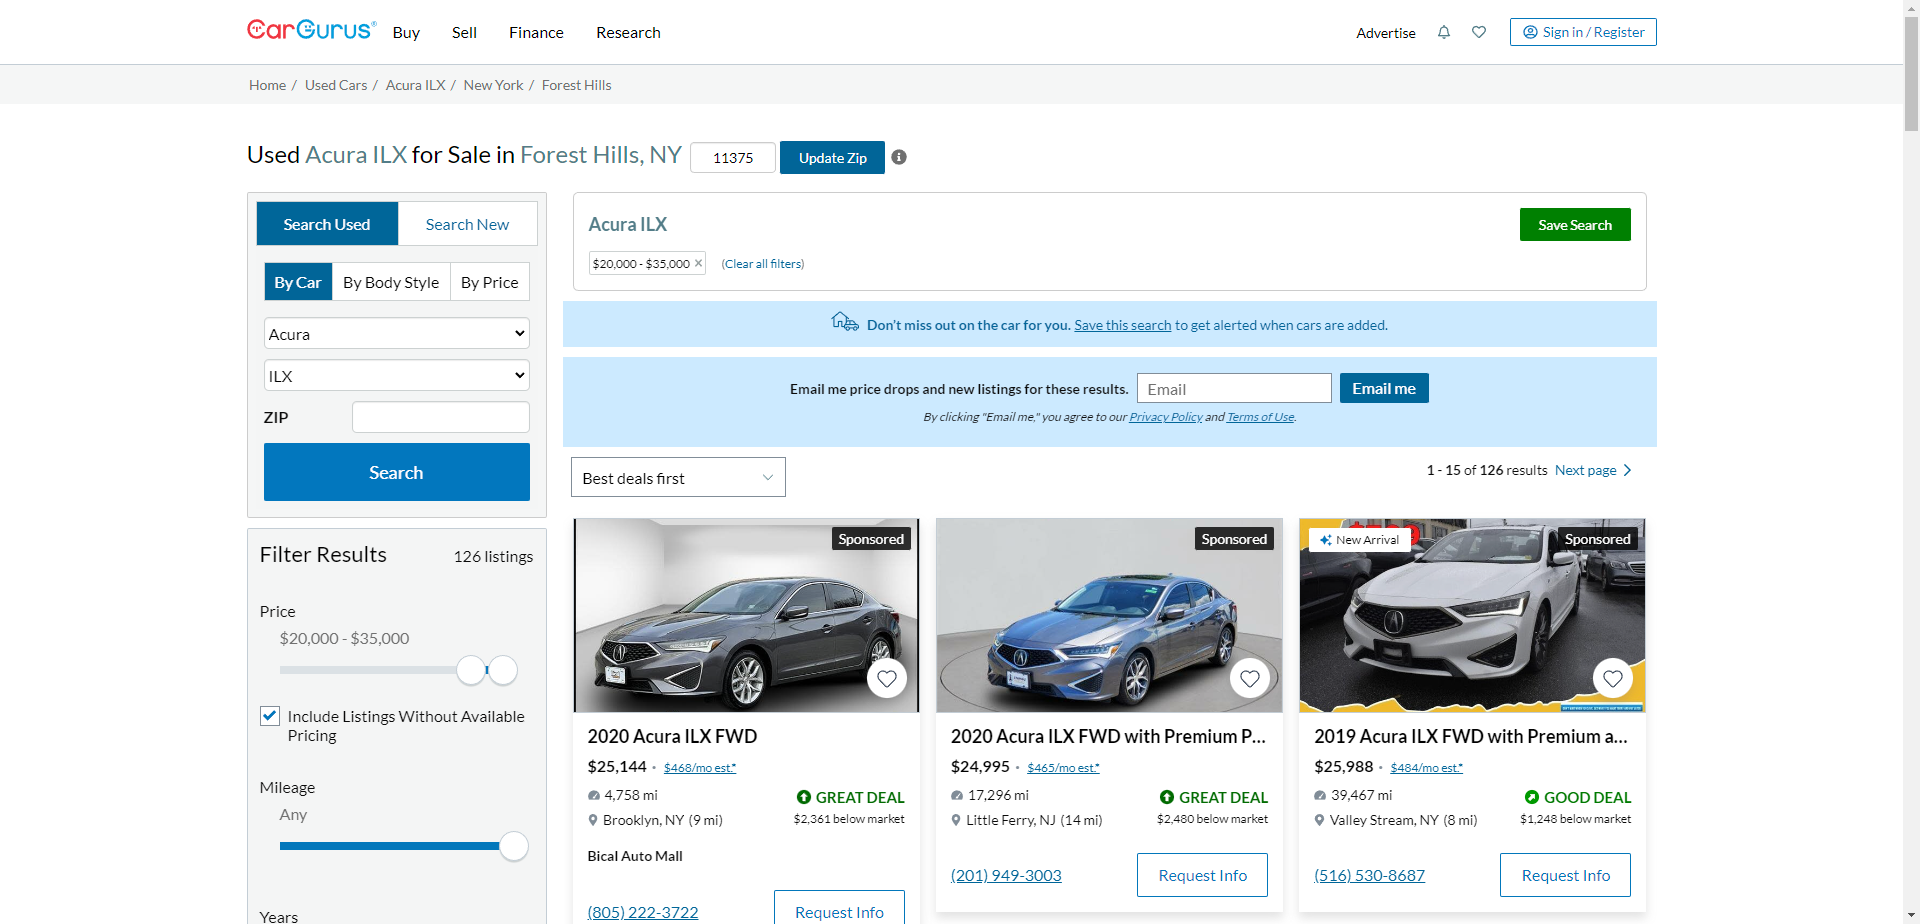 CarGurus®
Buy
Sell
Finance
Research
Advertise
Sign in / Register
Home / Used Cars / Acura ILX / New York / Forest Hills
Used Acura ILX for Sale in Forest Hills, NY
11375
Update Zip
Search Used
Search New
By Car
By Body Style
By Price
Acura
ILX
ZIP
Search
Filter Results
126 listings
Price
$20,000 - $35,000
Include Listings Without Available
Pricing
Mileage
Any
Years
Acura ILX
Save Search
$20,000 - $35,000 ×
(Clear all filters)
Don't miss out on the car for you. Save this search to get alerted when cars are added.
Email me price drops and new listings for these results.
Email
Email me
By clicking "Email me," you agree to our Privacy Policy and Terms of Use.
Best deals first
1 - 15 of 126 results
Next page
Sponsored
2020 Acura ILX FWD
$25,144 · $468/mo est.*
4,758 mi
GREAT DEAL
Brooklyn, NY (9 mi)
$2,361 below market
Bical Auto Mall
(805) 222-3722
Request Info
Sponsored
2020 Acura ILX FWD with Premium P...
$24,995 · $465/mo est.*
17,296 mi
GREAT DEAL
Little Ferry, NJ (14 mi)
$2,480 below market
(201) 949-3003
Request Info
New Arrival
Sponsored
2019 Acura ILX FWD with Premium a...
$25,988 · $484/mo est.*
39,467 mi
GOOD DEAL
Valley Stream, NY (8 mi)
$1,248 below market
(516) 530-8687
Request Info